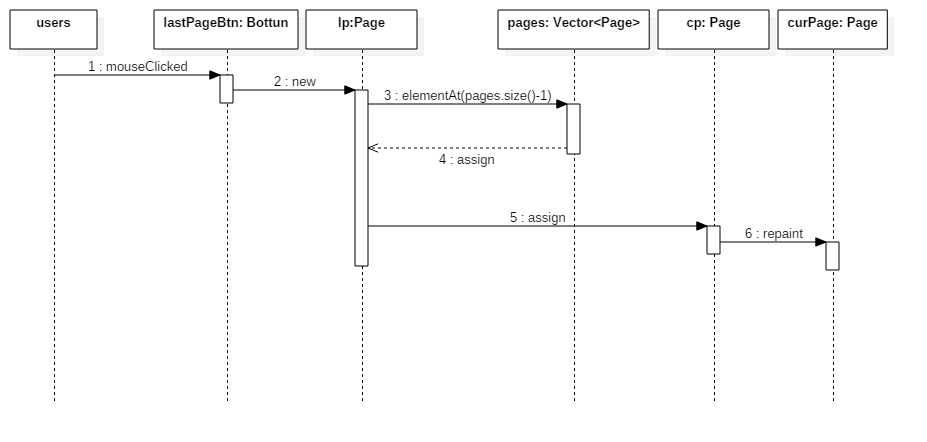 users
lastPageBtn: Bottun
lp:Page
pages: Vector<Page>
cp: Page
curPage: Page
1 : mouseClicked
2 : new
3 : elementAt(pages.size()-1)
4 : assign
5 : assign
6 : repaint